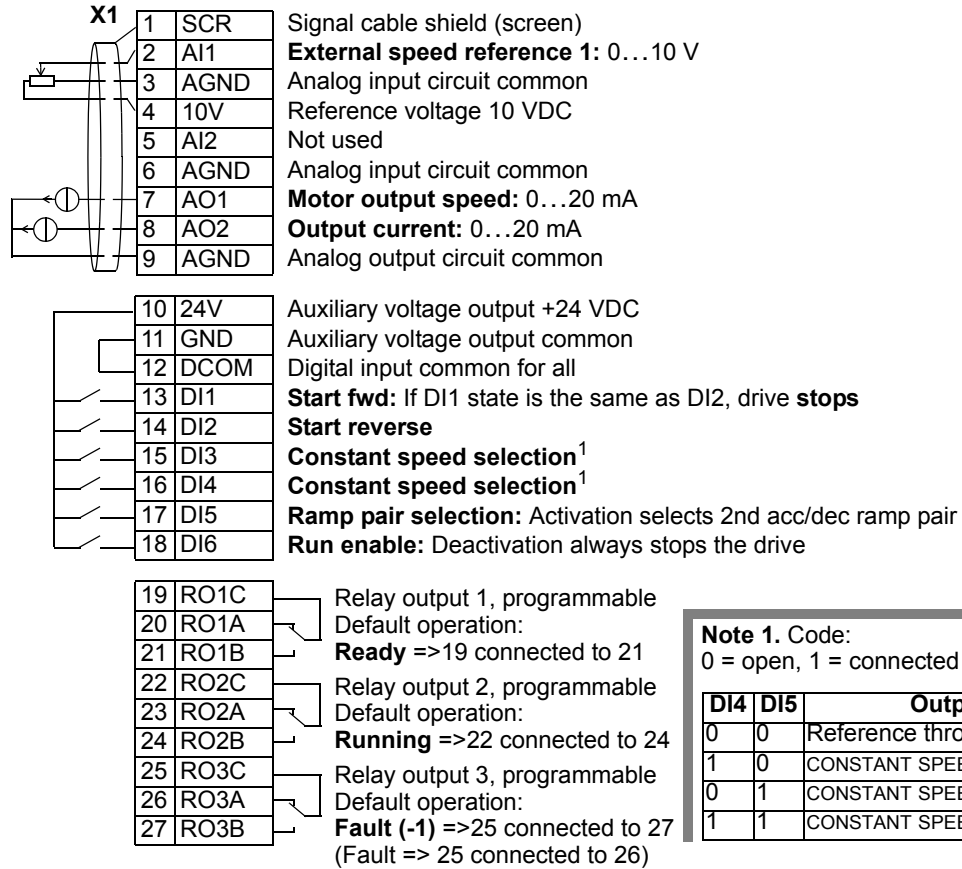 X1
1 SCR Signal cable shield (screen)
2 AI1 External speed reference 1: 0…10 V
3 AGND Analog input circuit common
4 10V Reference voltage 10 VDC
5 AI2 Not used
6 AGND Analog input circuit common
7 AO1 Motor output speed: 0…20 mA
8 AO2 Output current: 0…20 mA
9 AGND Analog output circuit common
10 24V Auxiliary voltage output +24 VDC
11 GND Auxiliary voltage output common
12 DCOM Digital input common for all
13 DI1 Start fwd: If DI1 state is the same as DI2, drive stops
14 DI2 Start reverse
15 DI3 Constant speed selection1
16 DI4 Constant speed selection1
17 DI5 Ramp pair selection: Activation selects 2nd acc/dec ramp pair
18 DI6 Run enable: Deactivation always stops the drive
19 RO1C Relay output 1, programmable
20 RO1A Default operation:
21 RO1B Ready =>19 connected to 21
22 RO2C Relay output 2, programmable
23 RO2A Default operation:
24 RO2B Running =>22 connected to 24
25 RO3C Relay output 3, programmable
26 RO3A Default operation:
27 RO3B Fault (-1) =>25 connected to 27
(Fault => 25 connected to 26)
Note 1. Code:
0 = open, 1 = connected
DI4 DI5
0 0 Reference
1 0 CONSTANT
0 1 CONSTANT
1 1 CONSTANT